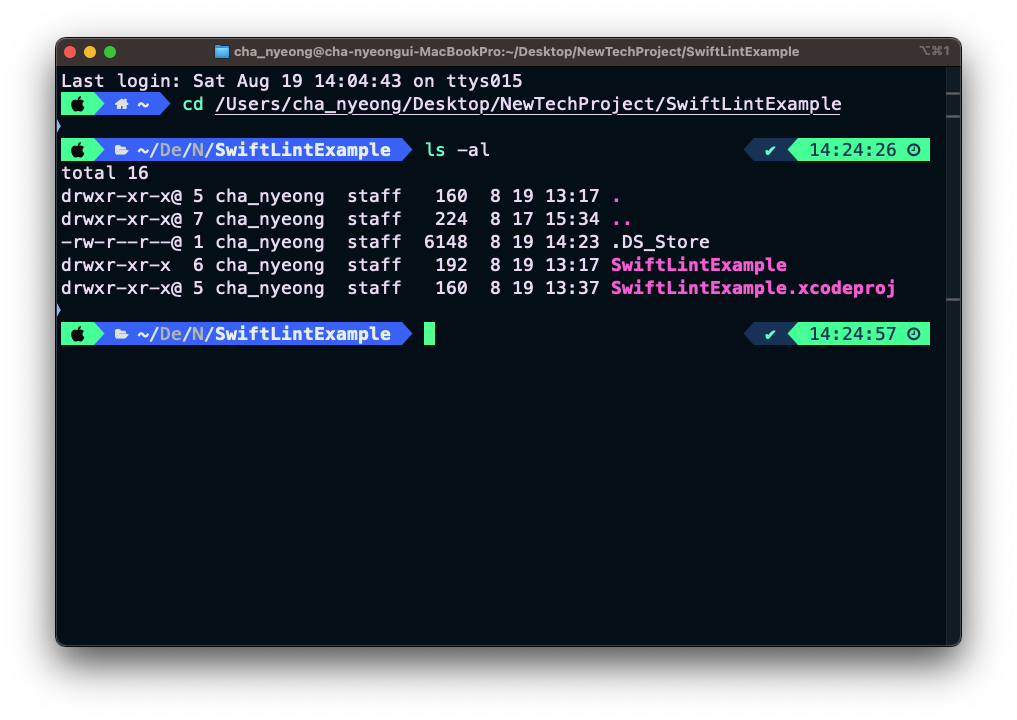 cha_nyeong@cha-nyeongui-MacBookPro:~/Desktop/NewTechProject/SwiftLintExample ⌥⌘1
Last login: Sat Aug 19 14:04:43 on ttys015
~ cd /Users/cha_nyeong/Desktop/NewTechProject/SwiftLintExample
~/De/N/SwiftLintExample ls -al ✔ 14:24:26
total 16
drwxr-xr-x@ 5 cha_nyeong  staff   160  8 19 13:17 .
drwxr-xr-x@ 7 cha_nyeong  staff   224  8 17 15:34 ..
-rw-r--r--@ 1 cha_nyeong  staff  6148  8 19 14:23 .DS_Store
drwxr-xr-x  6 cha_nyeong  staff   192  8 19 13:17 SwiftLintExample
drwxr-xr-x@ 5 cha_nyeong  staff   160  8 19 13:37 SwiftLintExample.xcodeproj
~/De/N/SwiftLintExample ✔ 14:24:57